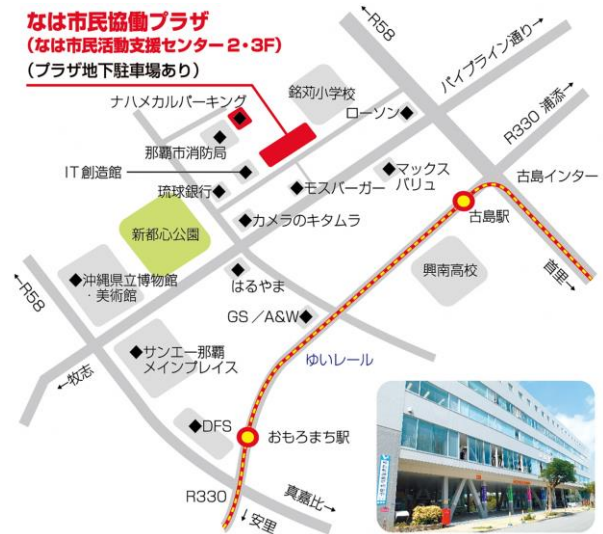 なは市民協働プラザ
(なは市民活動支援センター2・3F)
(プラザ地下駐車場あり)
ナハメカルパーキング
銘苅小学校
ローソン
←R58
パイプライン通り→
R330 浦添→
那覇市消防局
IT創造館
琉球銀行
モスバーガー
マックス
バリュ
古島インター
古島駅
カメラのキタムラ
新都心公園
はるやま
興南高校
首里→
←R58
沖縄県立博物館
・美術館
GS/A&W
ゆいレール
サンエー那覇
メインプレイス
←牧志
DFS
おもろまち駅
R330
真嘉比→
↓安里